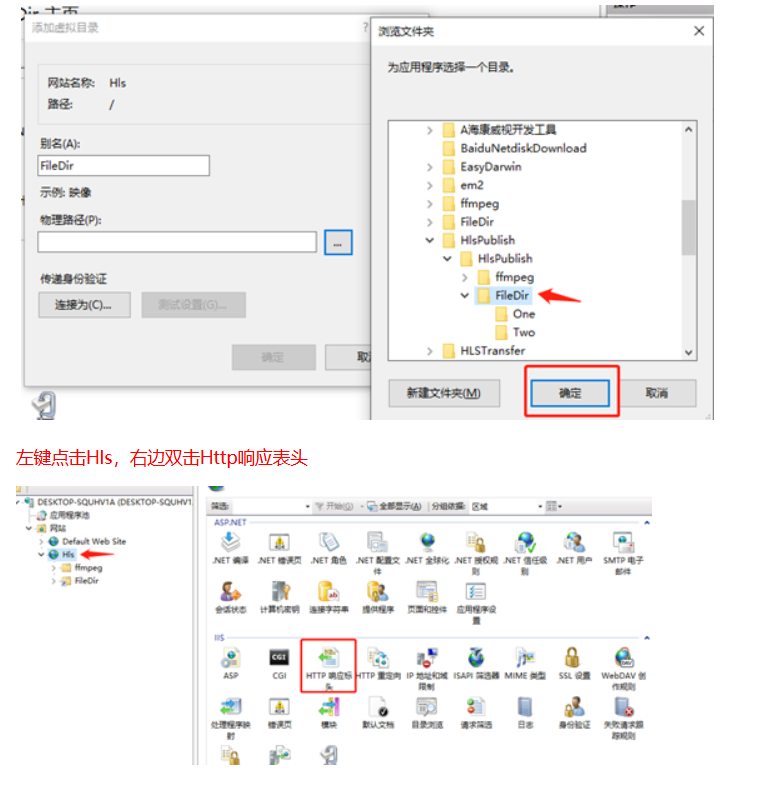 添加虚拟目录
?
网站名称: Hls
路径: /
别名(A):
FileDir
示例: 映像
物理路径(P):
...
传递身份验证
连接为(C)...
测试设置(G)...
确定
浏览文件夹
为应用程序选择一个目录。
A海康威视开发工具
BaiduNetdiskDownload
EasyDarwin
em2
ffmpeg
FileDir
HlsPublish
HlsPublish
ffmpeg
FileDir
One
Two
HLSTransfer
新建文件夹(M)
确定
取消
左键点击Hls，右边双击Http响应表头
DESKTOP-SQUHV1A (DESKTOP-SQUHV1
应用程序池
网站
Default Web Site
Hls
ffmpeg
FileDir
筛选: 开始(G) 全部显示(A) 分组依据: 区域
ASP.NET
.NET 编译
.NET 错误页
.NET 角色
.NET 配置文件
.NET 全球化
.NET 授权规则
.NET 信任级别
.NET 用户
SMTP 电子邮件
会话状态
计算机密钥
连接字符串
提供程序
页面和控件
应用程序设置
IIS
ASP
CGI
HTTP 响应标头
HTTP 重定向
IP 地址和域限制
ISAPI 筛选器
MIME 类型
SSL 设置
WebDAV 创作规则
处理程序映射
错误页
模块
默认文档
目录浏览
请求筛选
日志
身份验证
失败请求跟踪规则